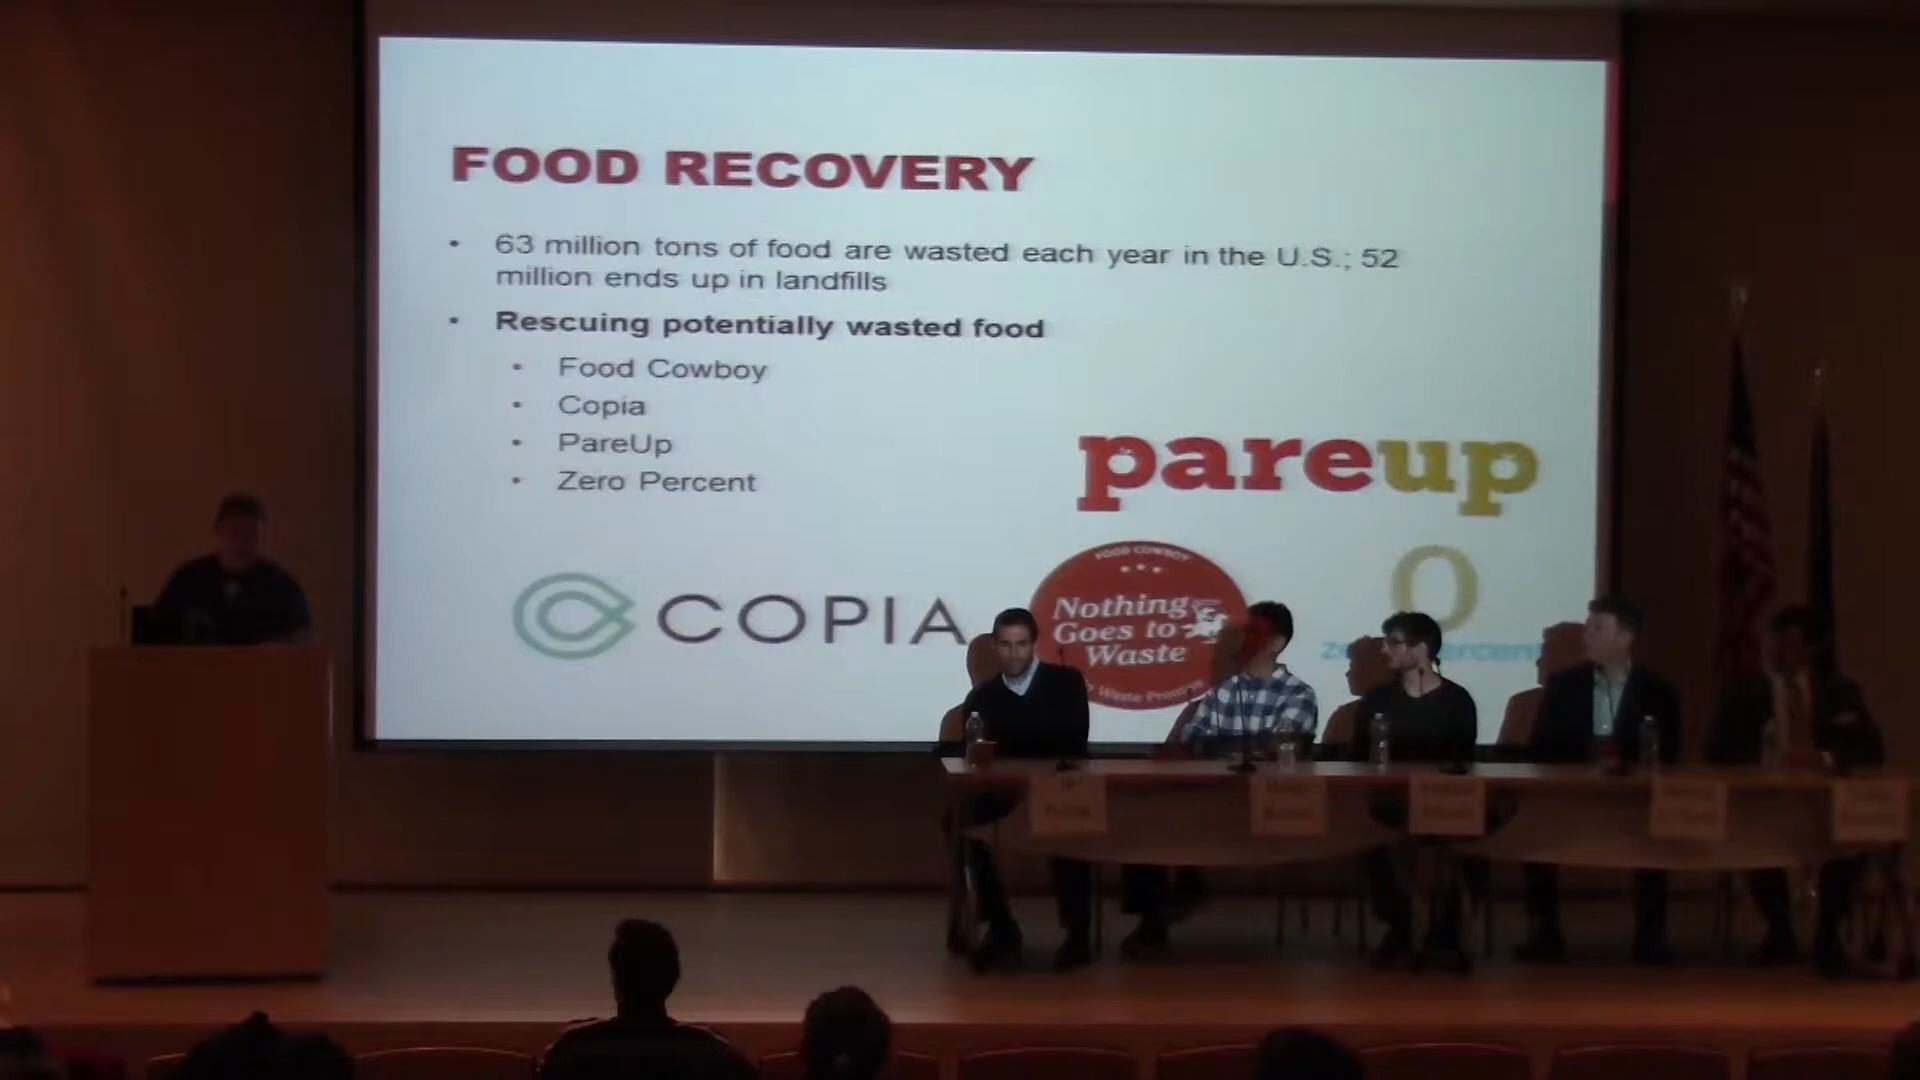 FOOD RECOVERY
• 63 million tons of food are wasted each year in the U.S.; 52
million ends up in landfills
• Rescuing potentially wasted food
• Food Cowboy
• Copia
• PareUp
• Zero Percent
pareup
COPIA
FOOD COWBOY
Nothing
Goes to
Waste
0